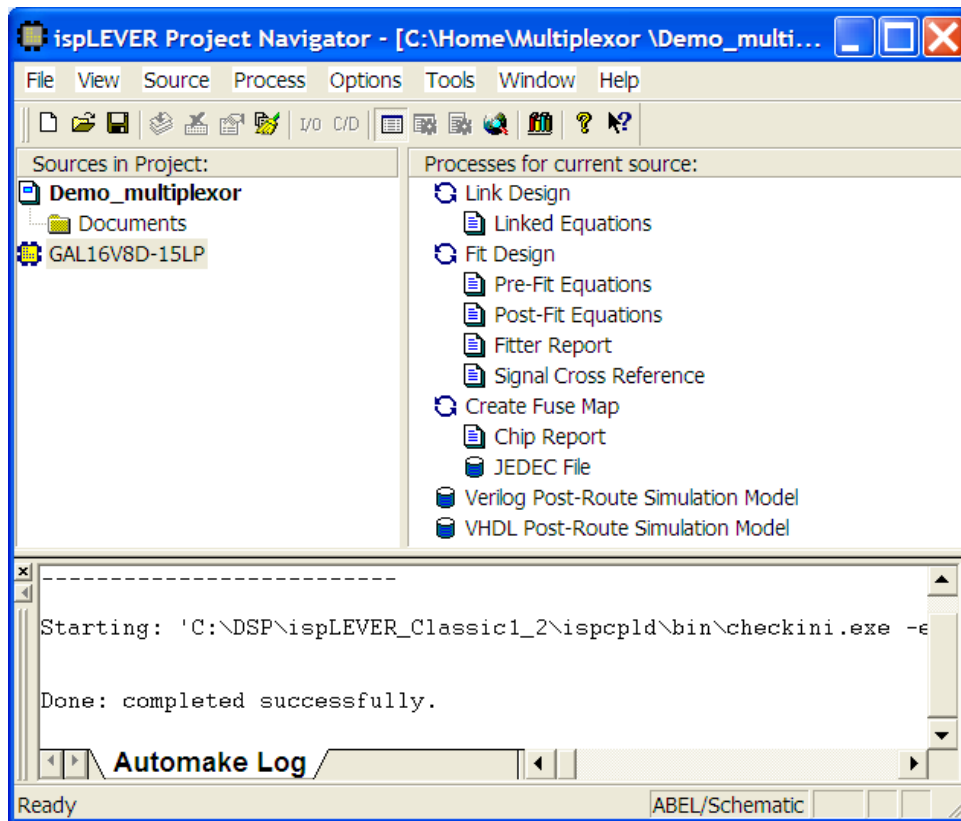 ispLEVER Project Navigator - [C:\Home\Multiplexor \Demo_multi...
File View Source Process Options Tools Window Help
I/O C/D
Sources in Project:
Demo_multiplexor
Documents
GAL16V8D-15LP
Processes for current source:
Link Design
Linked Equations
Fit Design
Pre-Fit Equations
Post-Fit Equations
Fitter Report
Signal Cross Reference
Create Fuse Map
Chip Report
JEDEC File
Verilog Post-Route Simulation Model
VHDL Post-Route Simulation Model
--------------------------
Starting: 'C:\DSP\ispLEVER_Classic1_2\ispcpld\bin\checkini.exe -e
Done: completed successfully.
Automake Log
Ready
ABEL/Schematic